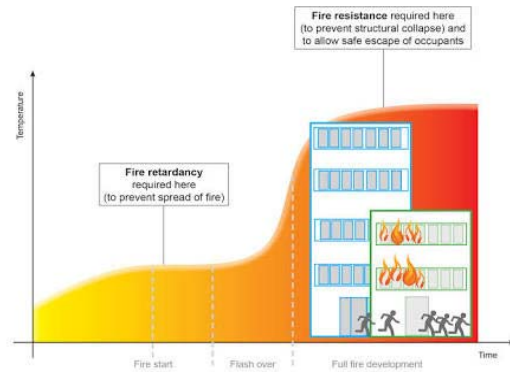 Fire resistance required here
(to prevent structural collapse) and
to allow safe escape of occupants
Temperature
Fire retardancy
required here
(to prevent spread of fire)
Time
Fire start
Flash over
Full fire development